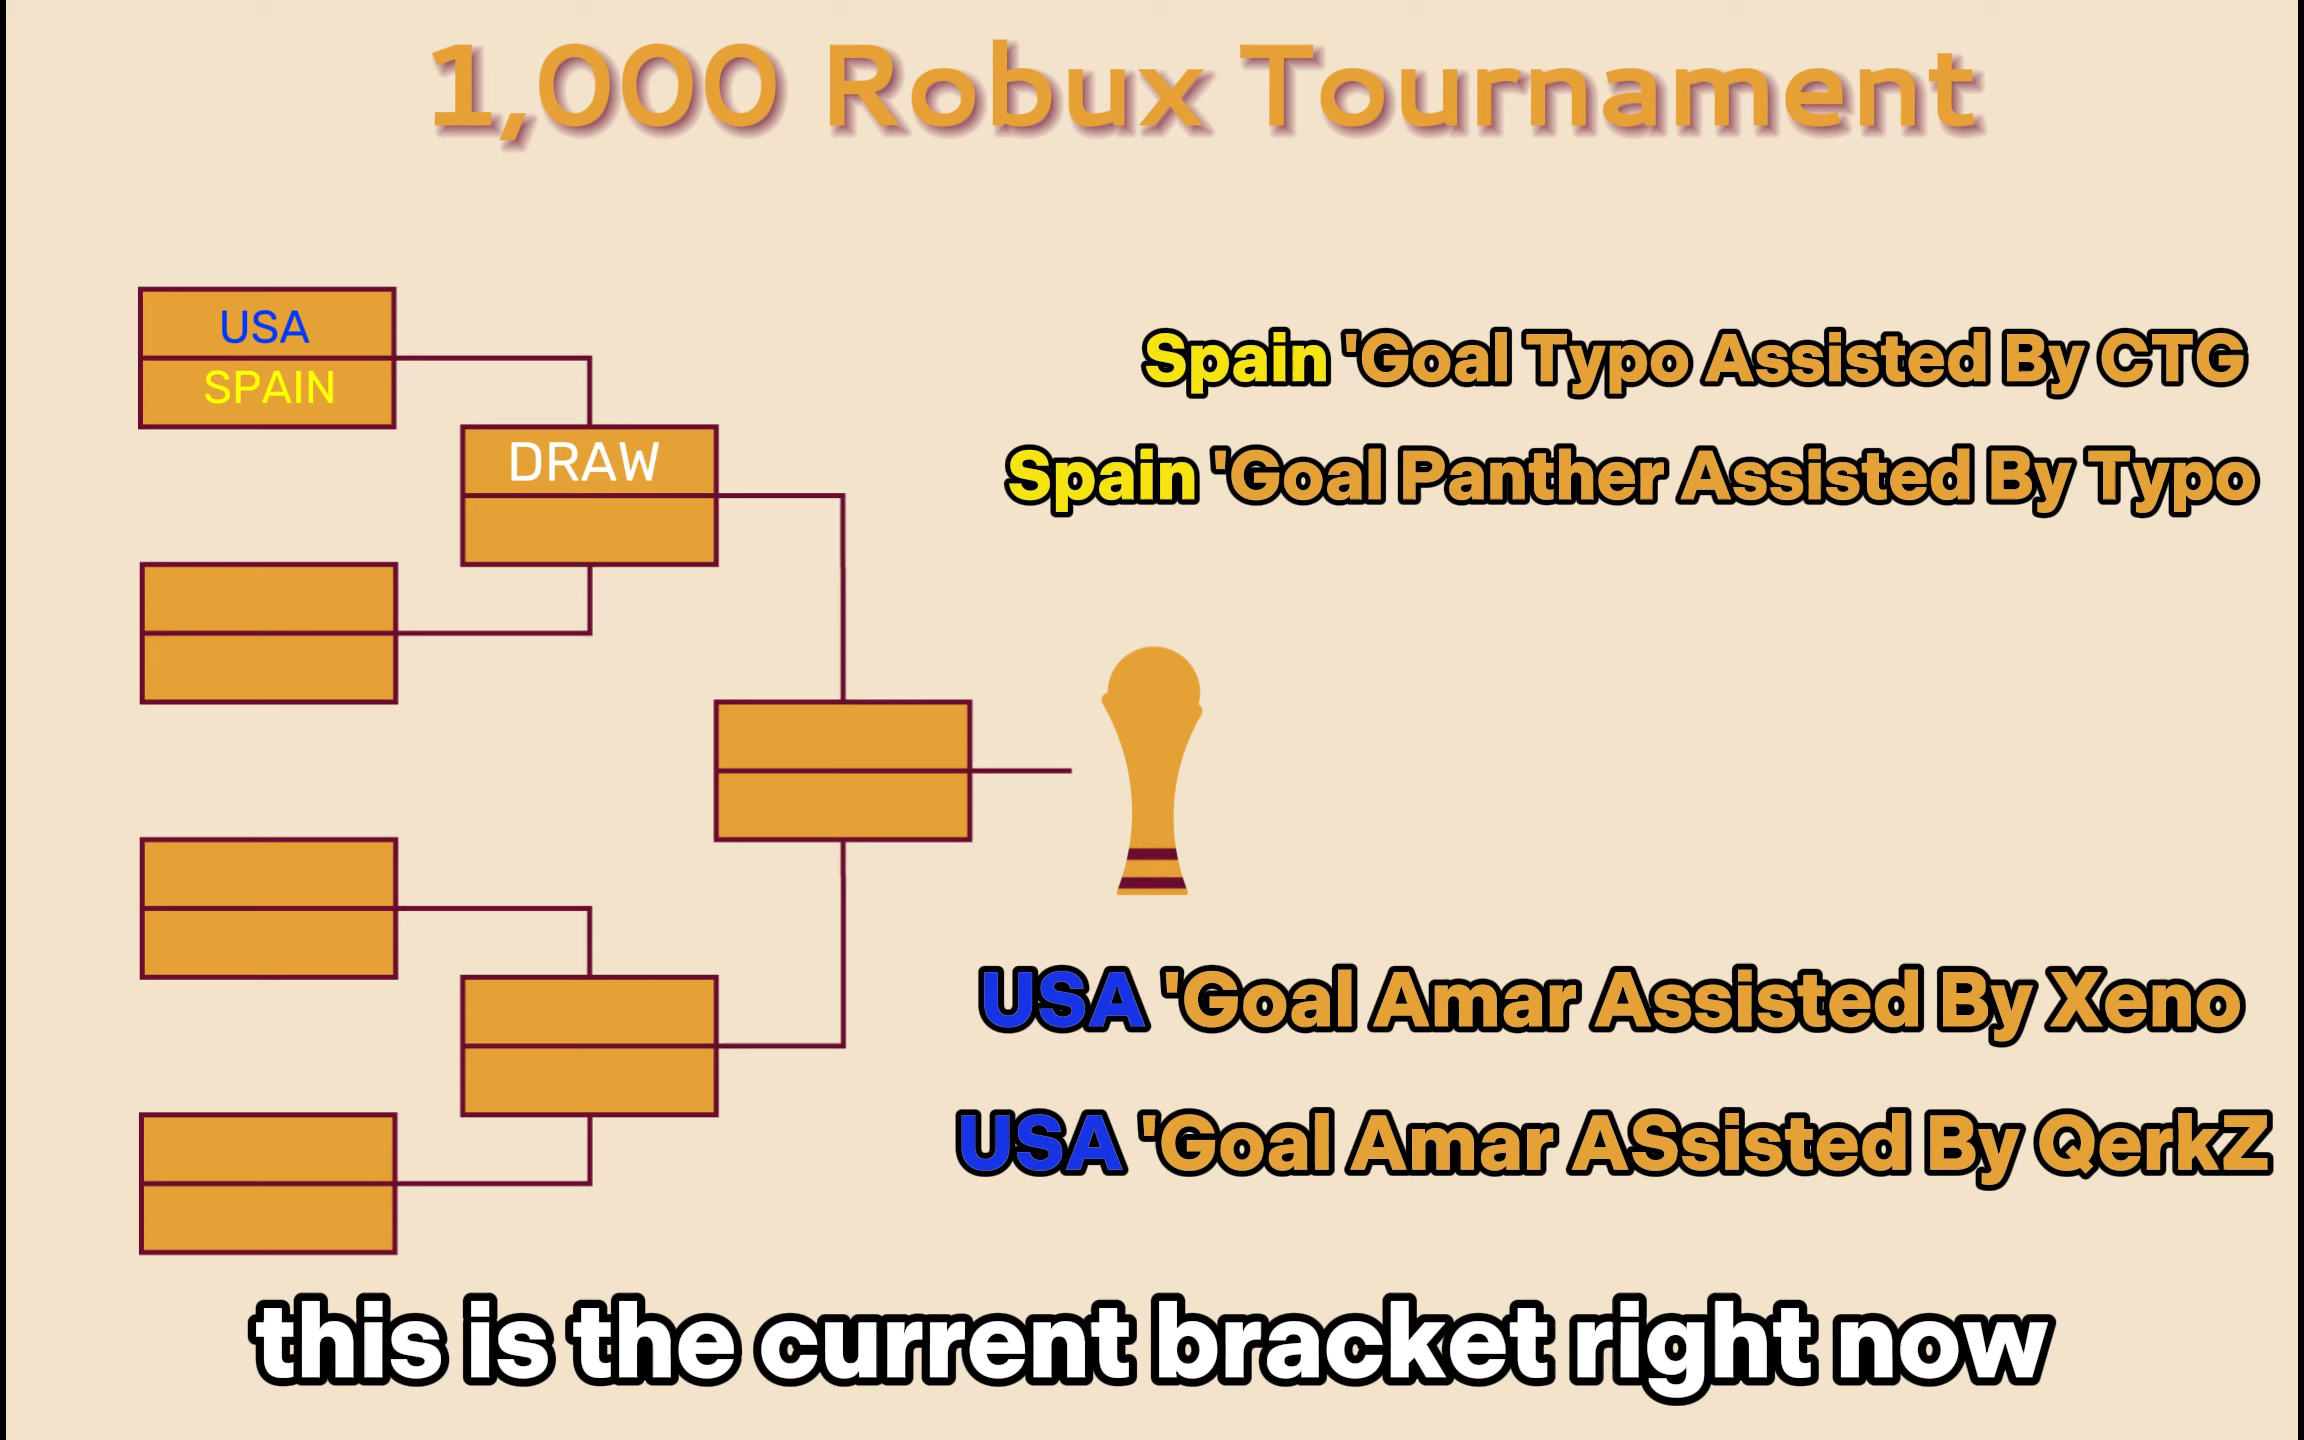 1,000 Robux Tournament
USA
SPAIN
DRAW
Spain 'Goal Typo Assisted By CTG
Spain 'Goal Panther Assisted By Typo
USA 'Goal Amar Assisted By Xeno
USA 'Goal Amar ASsisted By QerkZ
this is the current bracket right now